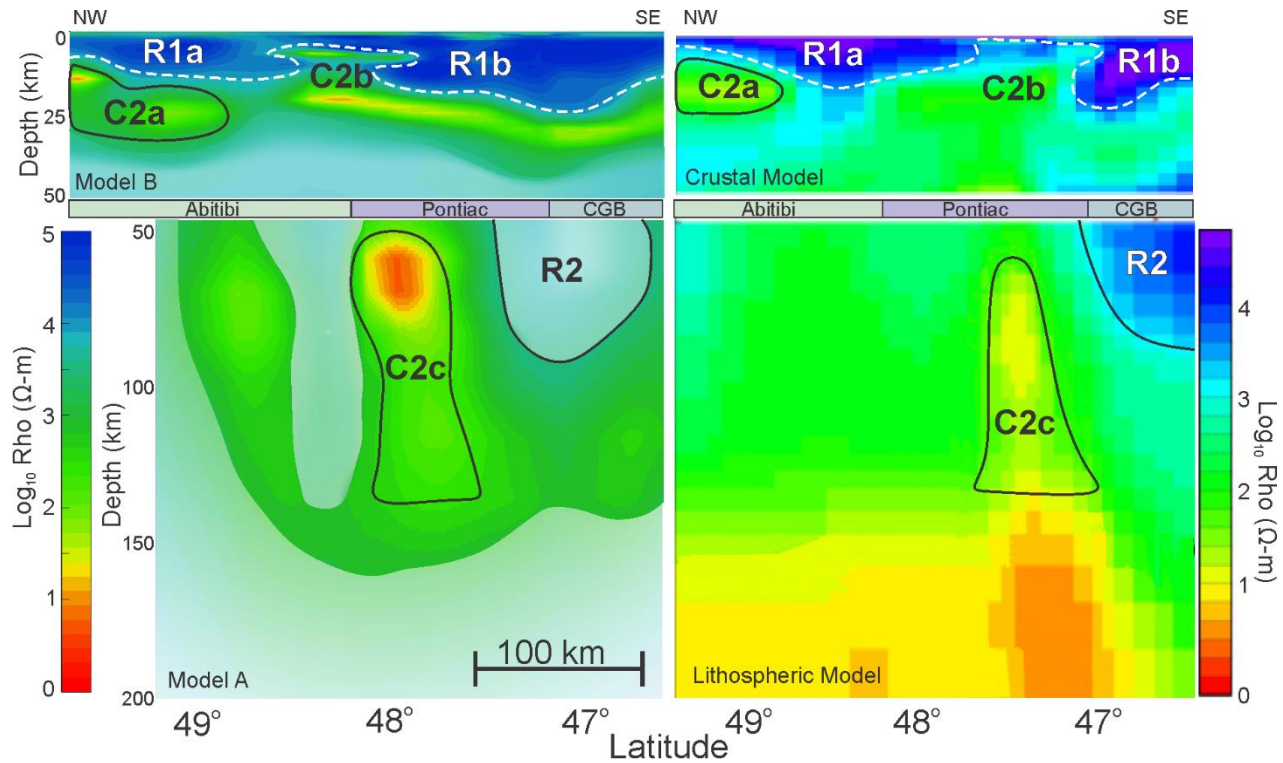 NW SE NW SE
0
25
50
Depth (km)
R1a
C2a
C2b
R1b
Model B
R1a
C2a
C2b
R1b
Crustal Model
Abitibi Pontiac CGB
Abitibi Pontiac CGB
5
4
3
2
1
0
Log₁₀ Rho (Ω-m)
50
100
150
200
Depth (km)
R2
C2c
100 km
Model A
R2
C2c
Lithospheric Model
4
3
2
1
0
Log₁₀ Rho (Ω-m)
49° 48° 47° 49° 48° 47°
Latitude